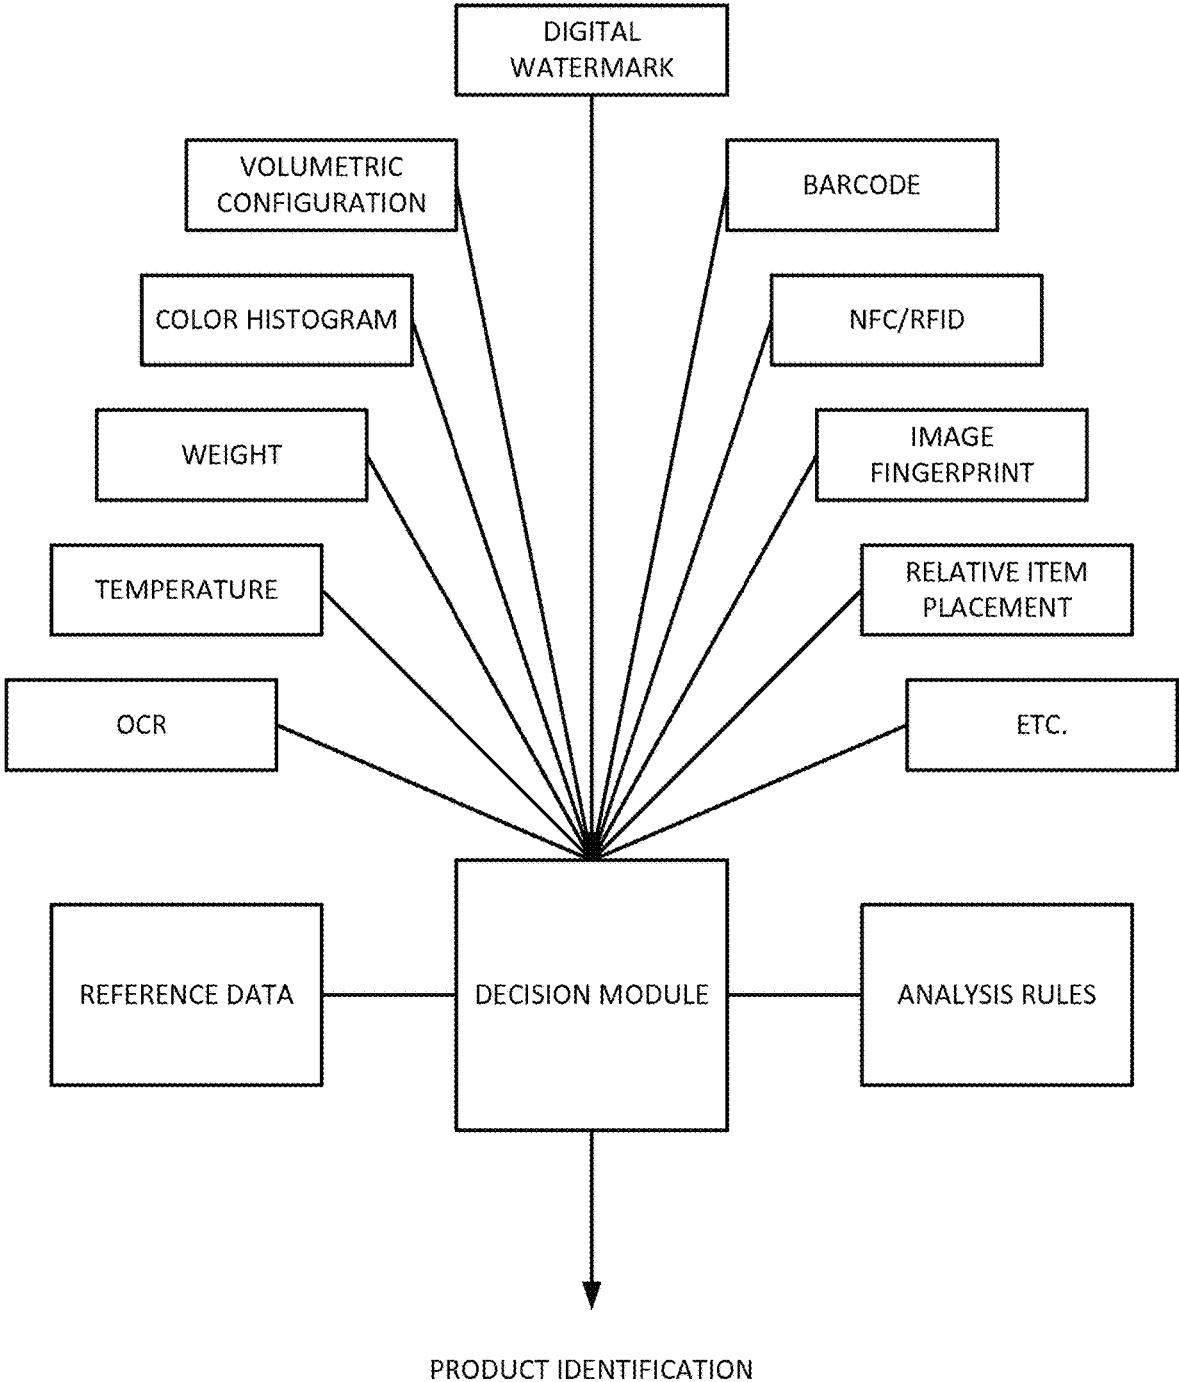 DIGITAL
WATERMARK
VOLUMETRIC
CONFIGURATION
BARCODE
COLOR HISTOGRAM
NFC/RFID
WEIGHT
IMAGE
FINGERPRINT
TEMPERATURE
RELATIVE ITEM
PLACEMENT
OCR
ETC.
REFERENCE DATA
DECISION MODULE
ANALYSIS RULES
PRODUCT IDENTIFICATION